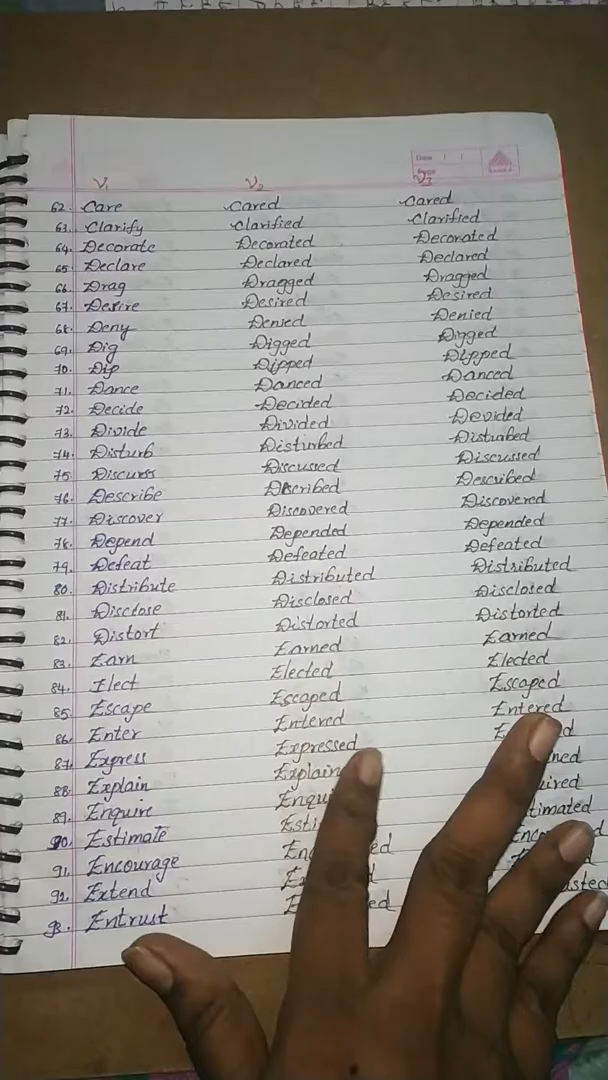 Date / /
Page
V1 V2 V3
62. Care Cared Cared
63. Clarify Clarified Clarified
64. Decorate Decorated Decorated
65. Declare Declared Declared
66. Drag Dragged Dragged
67. Desire Desired Desired
68. Deny Denied Denied
69. Dig Digged Digged
70. Dip Dipped Dipped
71. Dance Danced Danced
72. Decide Decided Decided
73. Divide Divided Devided
74. Disturb Disturbed Distrubed
75. Discuss Discussed Discussed
76. Describe Described Described
77. Discover Discovered Discovered
78. Depend Depended Depended
79. Defeat Defeated Defeated
80. Distribute Distributed Distributed
81. Disclose Disclosed Disclosed
82. Distort Distorted Distorted
83. Earn Earned Earned
84. Elect Elected Elected
85. Escape Escaped Escaped
86. Enter Entered Entered
87. Express Expressed
88. Explain
89. Enquire
90. Estimate
91. Encourage
92. Extend
93. Entrust